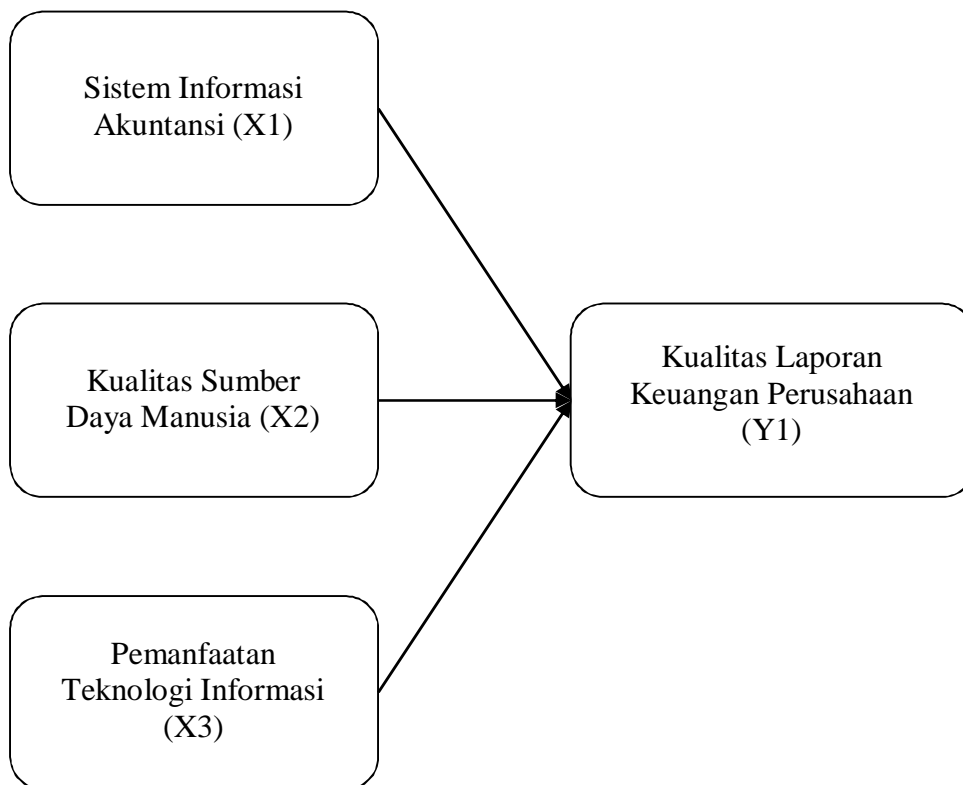 Sistem Informasi
Akuntansi (X1)
Kualitas Sumber
Daya Manusia (X2)
Kualitas Laporan
Keuangan Perusahaan
(Y1)
Pemanfaatan
Teknologi Informasi
(X3)